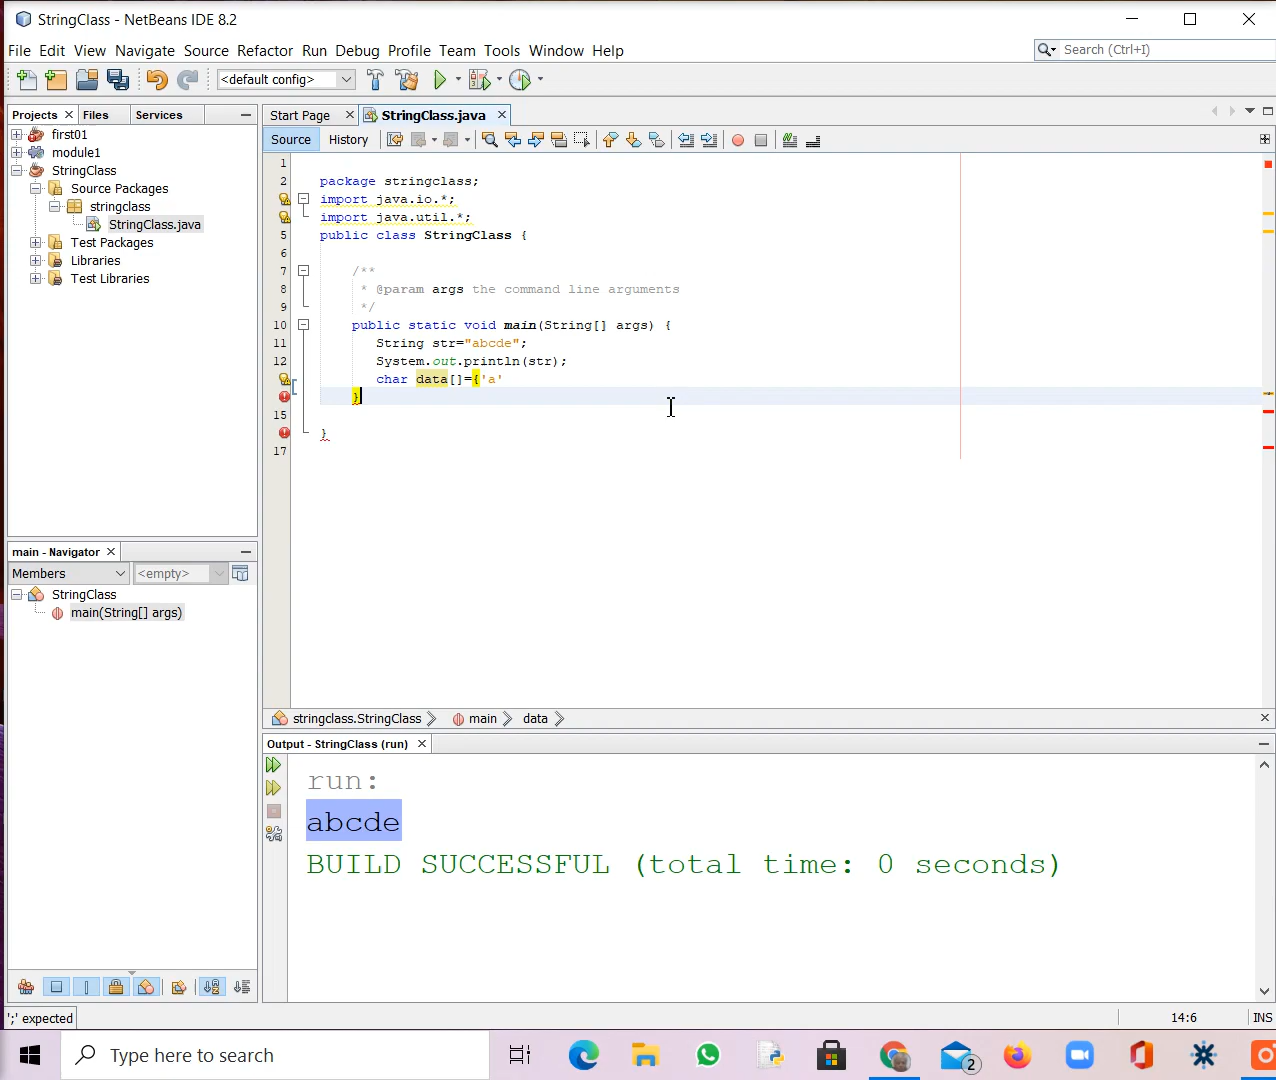 StringClass - NetBeans IDE 8.2
File Edit View Navigate Source Refactor Run Debug Profile Team Tools Window Help
Search (Ctrl+I)
<default config>
Projects Files Services
Start Page StringClass.java
first01
module1
StringClass
Source Packages
stringclass
StringClass.java
Test Packages
Libraries
Test Libraries
Source History
1
2 package stringclass;
import java.io.*;
import java.util.*;
5 public class StringClass {
6
7 /**
8 * @param args the command line arguments
9 */
10 public static void main(String[] args) {
11 String str="abcde";
12 System.out.println(str);
char data[]={'a'
}
15
}
17
main - Navigator
Members <empty>
StringClass
main(String[] args)
stringclass.StringClass main data
Output - StringClass (run)
run:
abcde
BUILD SUCCESSFUL (total time: 0 seconds)
';' expected
14:6 INS
Type here to search
2